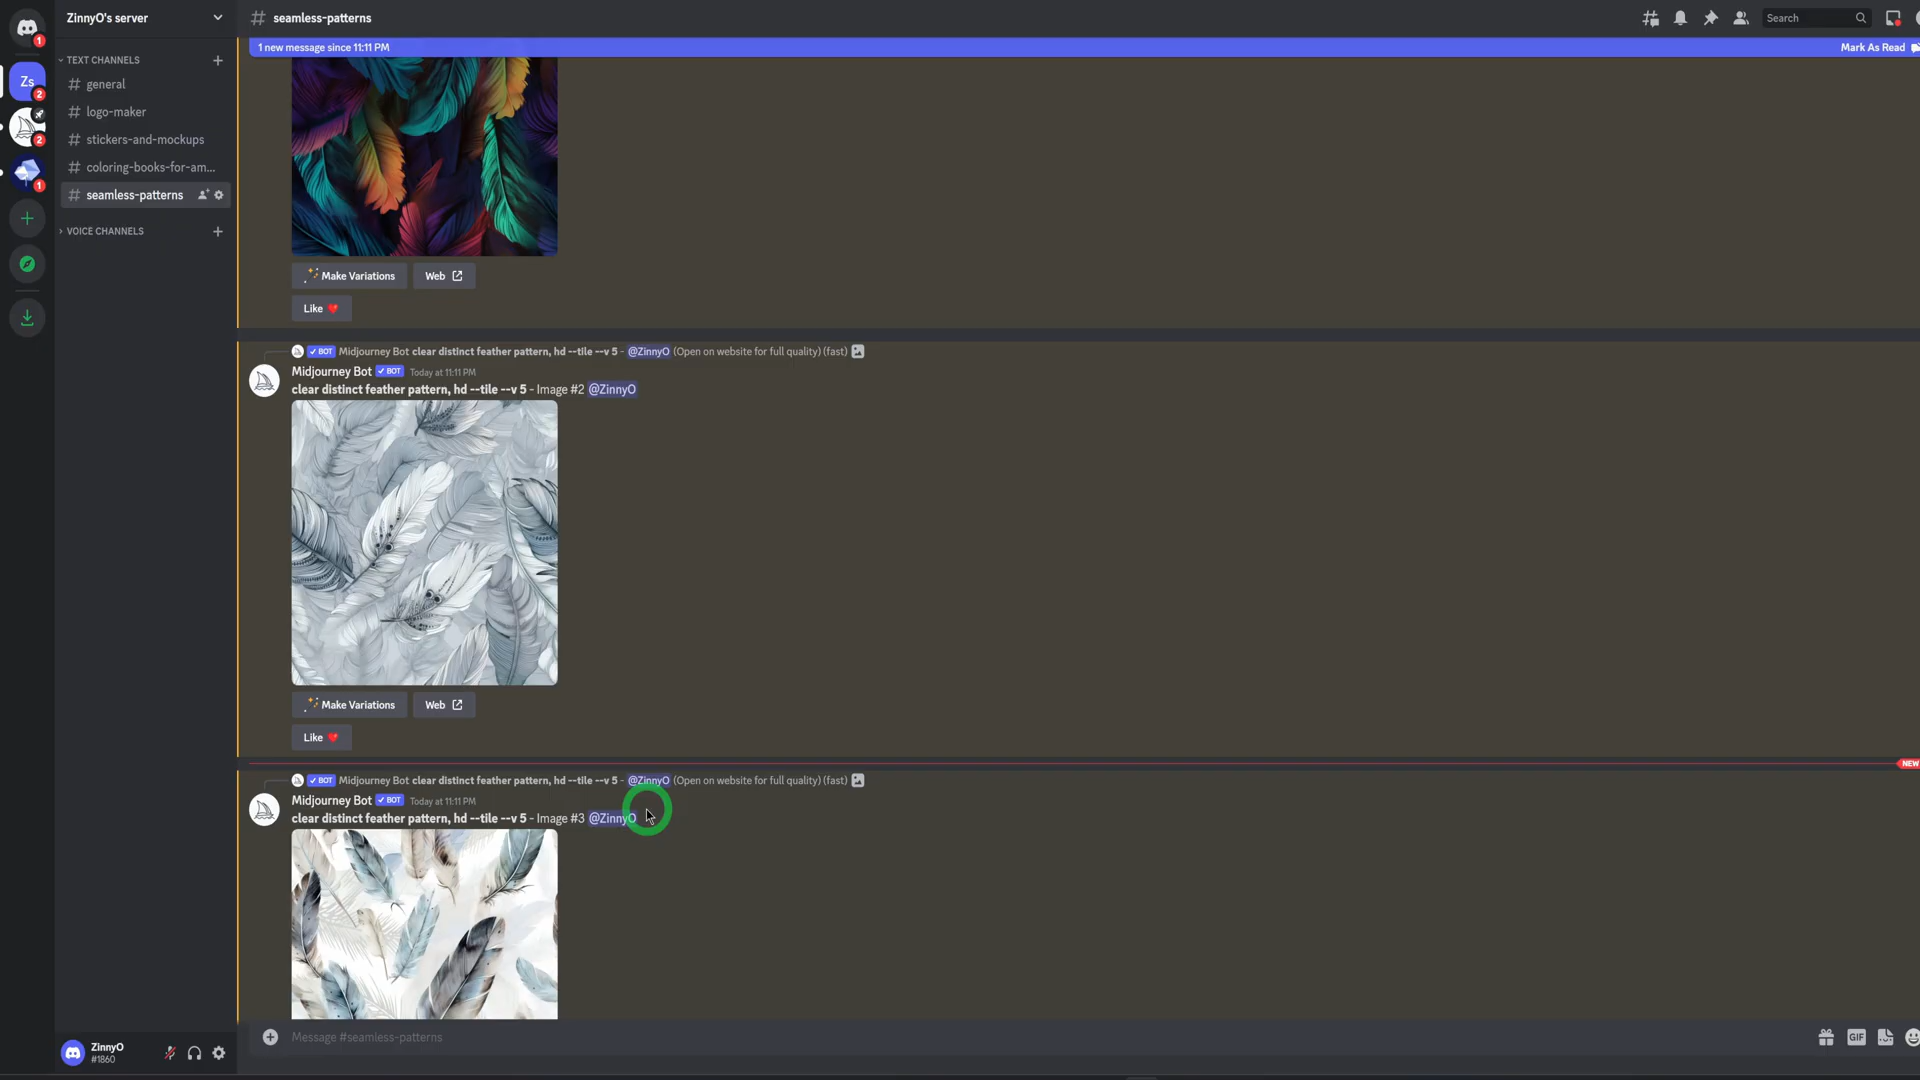 ZinnyO's server
# seamless-patterns
Search
1 new message since 11:11 PM
Mark As Read
1
Zs
2
2
1
TEXT CHANNELS
# general
# logo-maker
# stickers-and-mockups
# coloring-books-for-am...
# seamless-patterns
VOICE CHANNELS
Make Variations
Web
Like
BOT Midjourney Bot clear distinct feather pattern, hd --tile --v 5 - @ZinnyO (Open on website for full quality) (fast)
Midjourney Bot BOT Today at 11:11 PM
clear distinct feather pattern, hd --tile --v 5 - Image #2 @ZinnyO
Make Variations
Web
Like
NEW
BOT Midjourney Bot clear distinct feather pattern, hd --tile --v 5 - @ZinnyO (Open on website for full quality) (fast)
Midjourney Bot BOT Today at 11:11 PM
clear distinct feather pattern, hd --tile --v 5 - Image #3 @ZinnyO
Message #seamless-patterns
GIF
ZinnyO
#1860